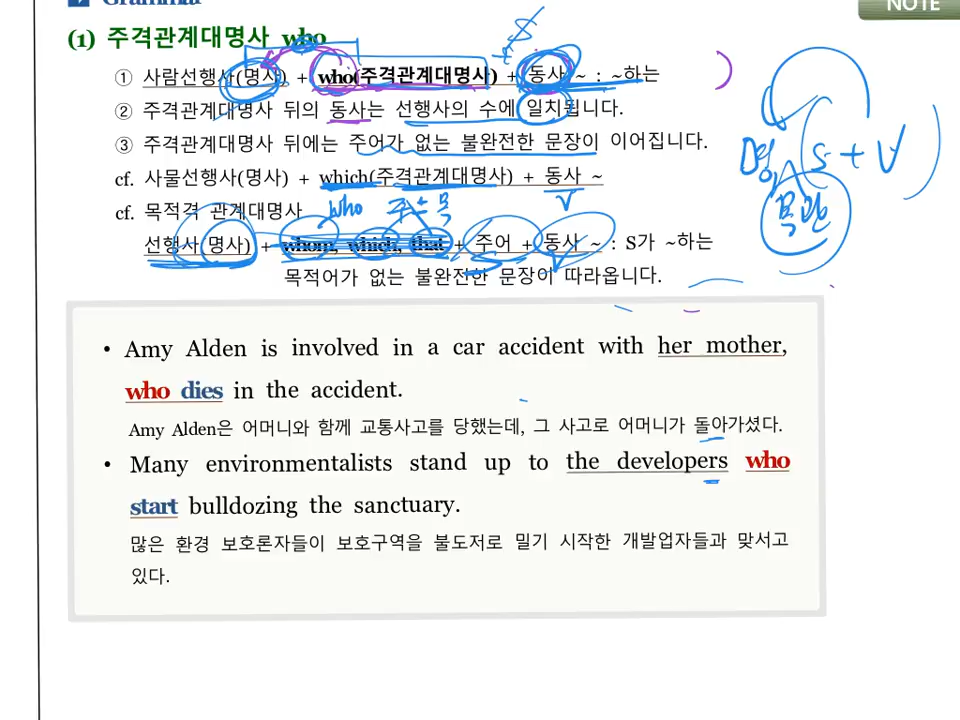 Grammar
NOTE
(1) 주격관계대명사 who
① 사람선행사(명사) + who(주격관계대명사) + 동사 ~ : ~하는
② 주격관계대명사 뒤의 동사는 선행사의 수에 일치됩니다.
③ 주격관계대명사 뒤에는 주어가 없는 불완전한 문장이 이어집니다.
cf. 사물선행사(명사) + which(주격관계대명사) + 동사 ~
cf. 목적격 관계대명사
who 주 목
V
선행사(명사) + whom, which, that + 주어 + 동사 ~ : S가 ~하는
S V
목적어가 없는 불완전한 문장이 따라옵니다.
명 (S + V)
목관
• Amy Alden is involved in a car accident with her mother,
who dies in the accident.
Amy Alden은 어머니와 함께 교통사고를 당했는데, 그 사고로 어머니가 돌아가셨다.
• Many environmentalists stand up to the developers who
start bulldozing the sanctuary.
많은 환경 보호론자들이 보호구역을 불도저로 밀기 시작한 개발업자들과 맞서고
있다.